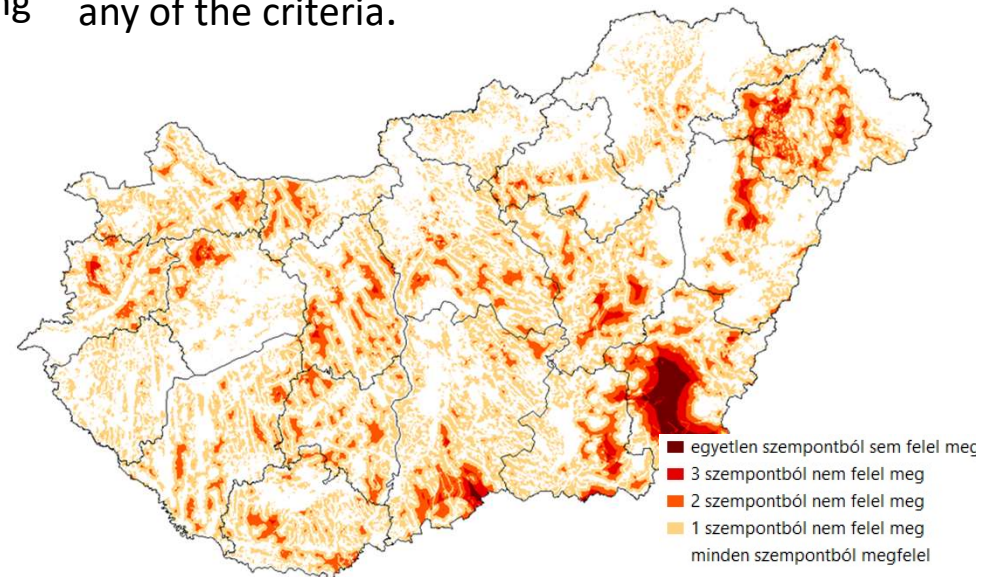 any of the criteria.
egyetlen szempontból sem felel meg
3 szempontból nem felel meg
2 szempontból nem felel meg
1 szempontból nem felel meg
minden szempontból megfelel